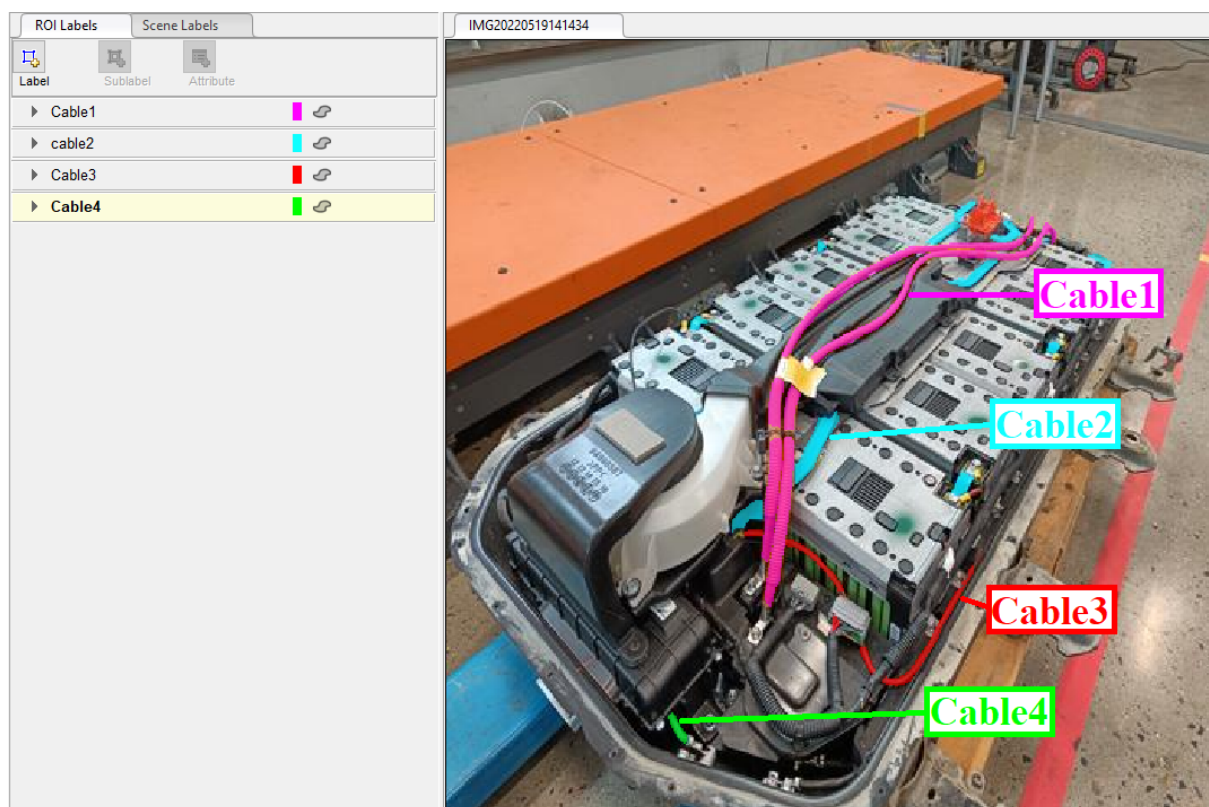 ROI Labels
Scene Labels
IMG20220519141434
Label
Sublabel
Attribute
Cable1
cable2
Cable3
Cable4
Cable1
Cable2
Cable3
Cable4